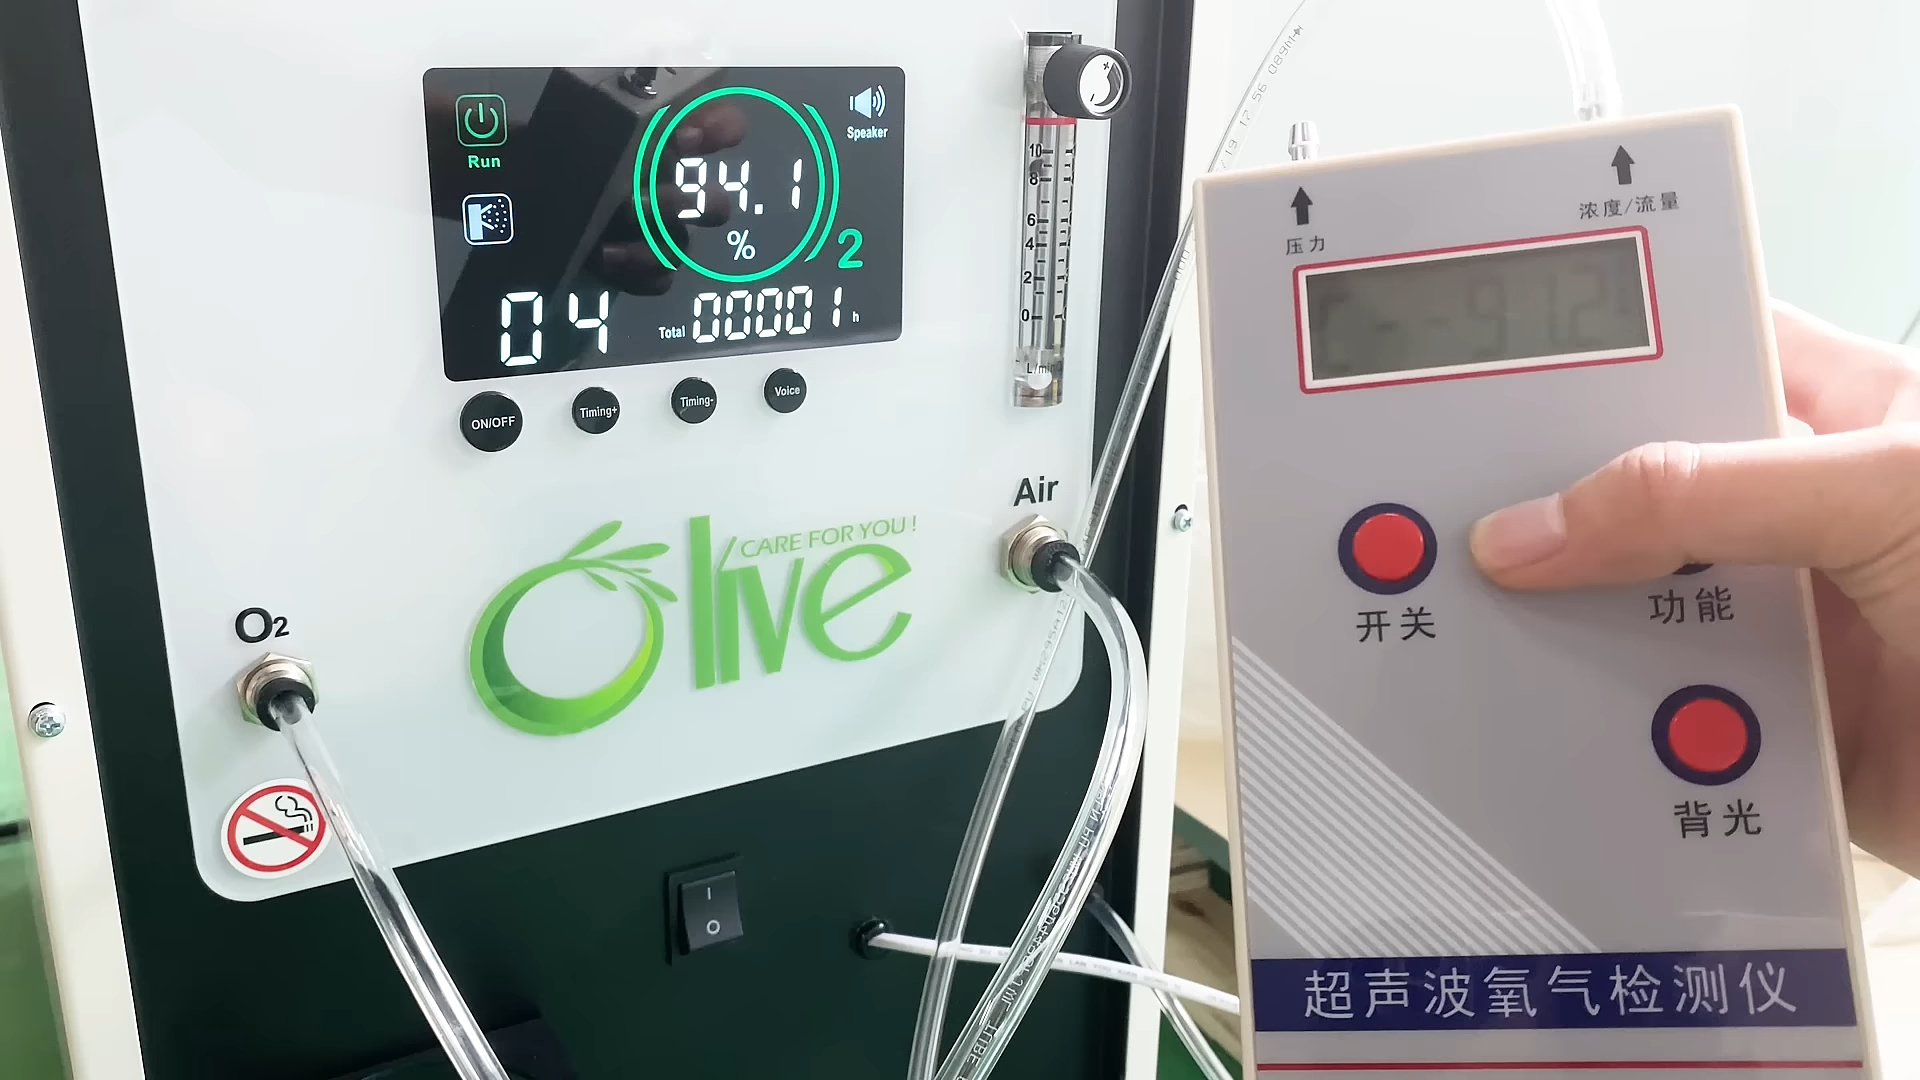 Run
Speaker
94.1
%
2
04
Total 00001 h
ON/OFF
Timing+
Timing-
Voice
10
8
6
4
2
0
L/min
Air
O2
Olive
CARE FOR YOU !
压力
浓度/流量
开关
功能
背光
超声波氧气检测仪